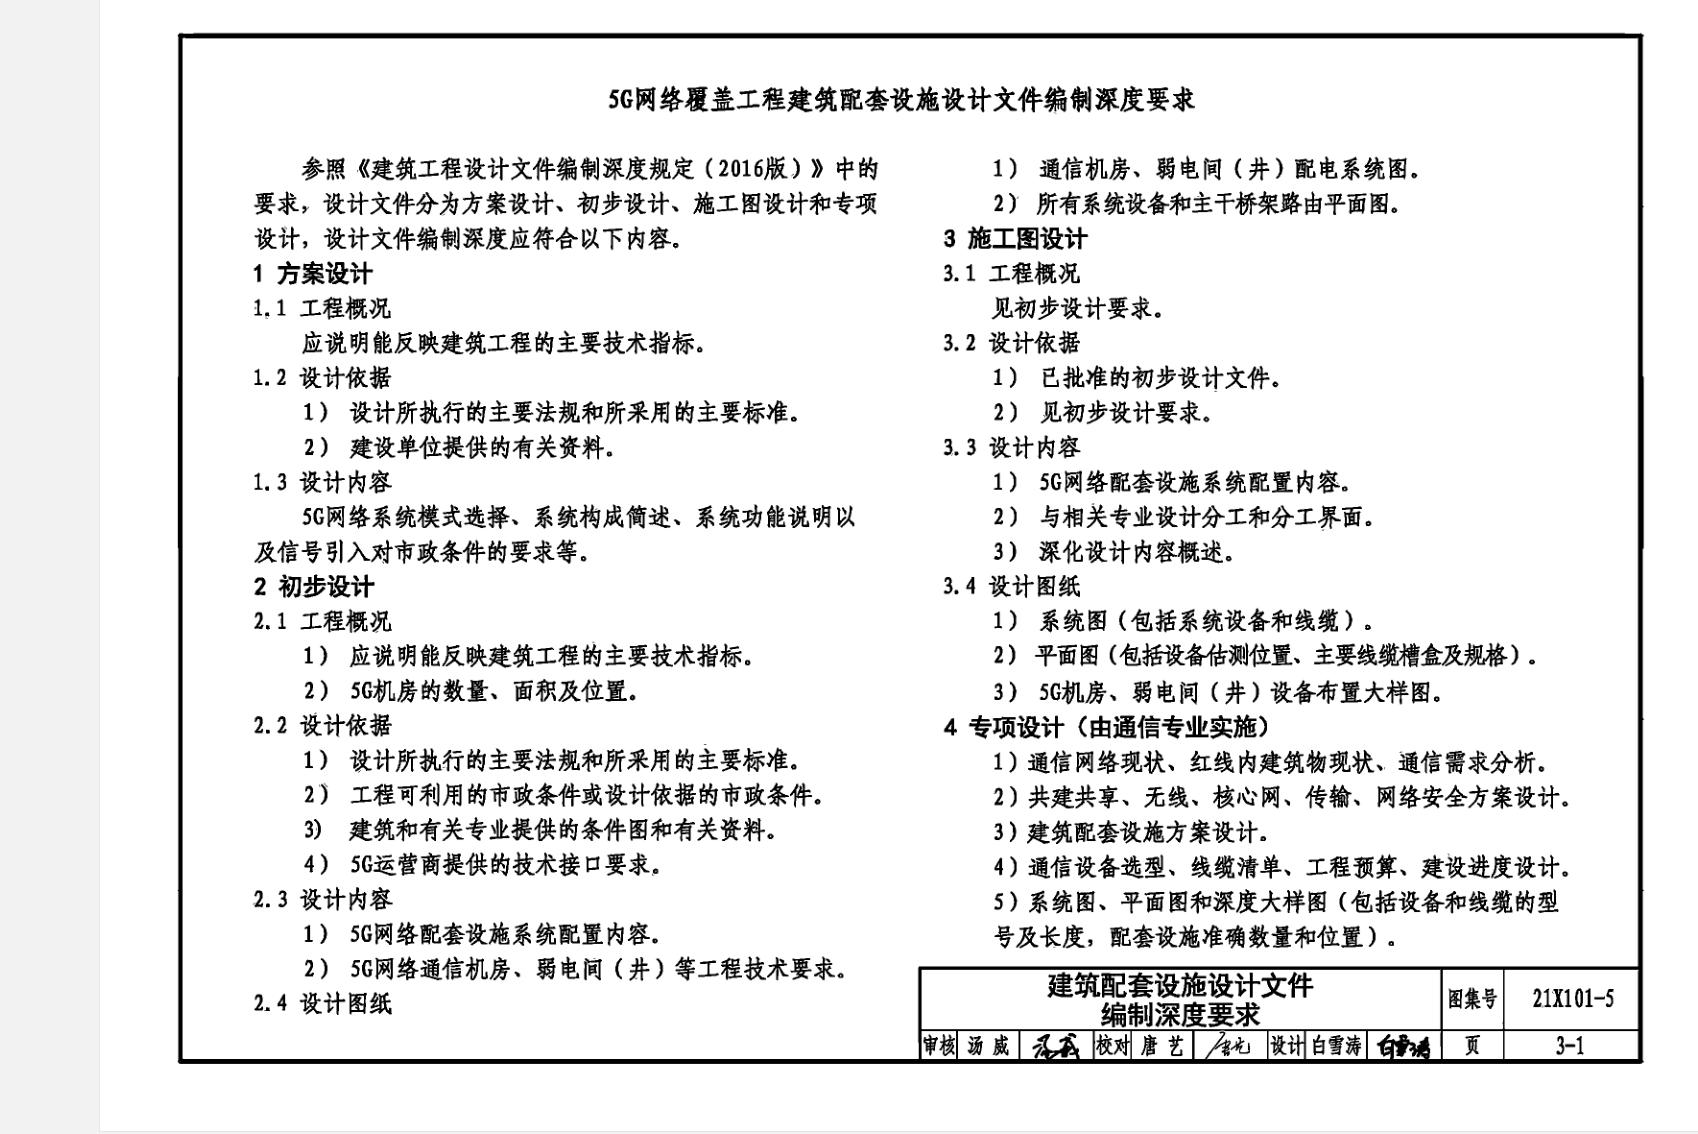 5G网络覆盖工程建筑配套设施设计文件编制深度要求
参照《建筑工程设计文件编制深度规定（2016版）》中的
要求，设计文件分为方案设计、初步设计、施工图设计和专项
设计，设计文件编制深度应符合以下内容。
1 方案设计
1.1 工程概况
应说明能反映建筑工程的主要技术指标。
1.2 设计依据
1） 设计所执行的主要法规和所采用的主要标准。
2） 建设单位提供的有关资料。
1.3 设计内容
5G网络系统模式选择、系统构成简述、系统功能说明以
及信号引入对市政条件的要求等。
2 初步设计
2.1 工程概况
1） 应说明能反映建筑工程的主要技术指标。
2） 5G机房的数量、面积及位置。
2.2 设计依据
1） 设计所执行的主要法规和所采用的主要标准。
2） 工程可利用的市政条件或设计依据的市政条件。
3） 建筑和有关专业提供的条件图和有关资料。
4） 5G运营商提供的技术接口要求。
2.3 设计内容
1） 5G网络配套设施系统配置内容。
2） 5G网络通信机房、弱电间（井）等工程技术要求。
2.4 设计图纸
1） 通信机房、弱电间（井）配电系统图。
2） 所有系统设备和主干桥架路由平面图。
3 施工图设计
3.1 工程概况
见初步设计要求。
3.2 设计依据
1） 已批准的初步设计文件。
2） 见初步设计要求。
3.3 设计内容
1） 5G网络配套设施系统配置内容。
2） 与相关专业设计分工和分工界面。
3） 深化设计内容概述。
3.4 设计图纸
1） 系统图（包括系统设备和线缆）。
2） 平面图（包括设备估测位置、主要线缆槽盒及规格）。
3） 5G机房、弱电间（井）设备布置大样图。
4 专项设计（由通信专业实施）
1）通信网络现状、红线内建筑物现状、通信需求分析。
2）共建共享、无线、核心网、传输、网络安全方案设计。
3）建筑配套设施方案设计。
4）通信设备选型、线缆清单、工程预算、建设进度设计。
5）系统图、平面图和深度大样图（包括设备和线缆的型
号及长度，配套设施准确数量和位置）。
建筑配套设施设计文件
编制深度要求
图集号 21X101-5
审核 汤威 校对 唐艺 设计 白雪涛 白雪涛 页 3-1